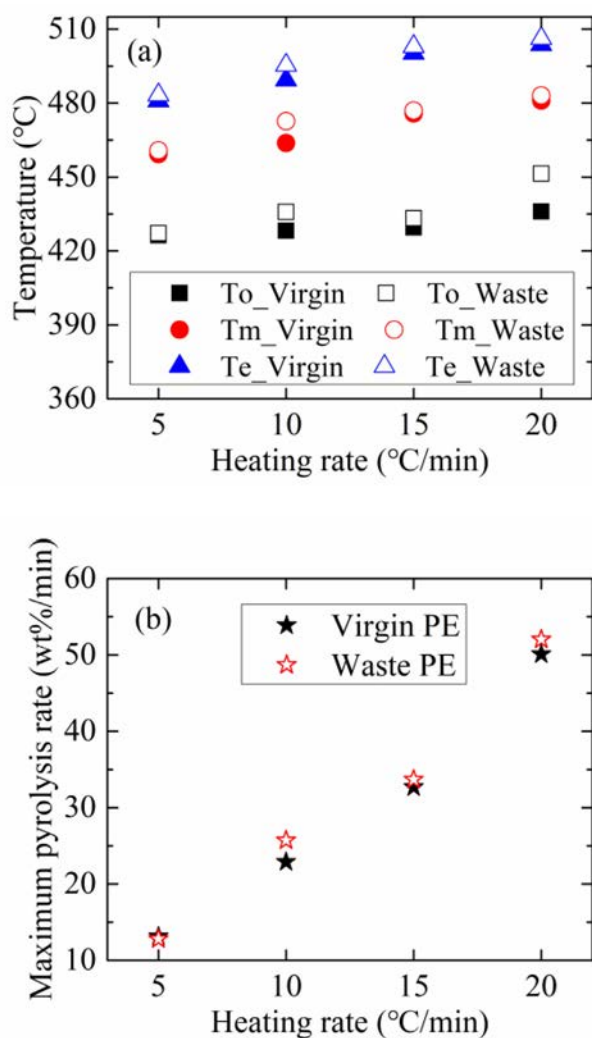 (a)
Temperature (℃)
510
480
450
420
390
360
To_Virgin To_Waste
Tm_Virgin Tm_Waste
Te_Virgin Te_Waste
5 10 15 20
Heating rate (℃/min)
(b)
Maximum pyrolysis rate (wt%/min)
60
50
40
30
20
10
Virgin PE
Waste PE
5 10 15 20
Heating rate (℃/min)